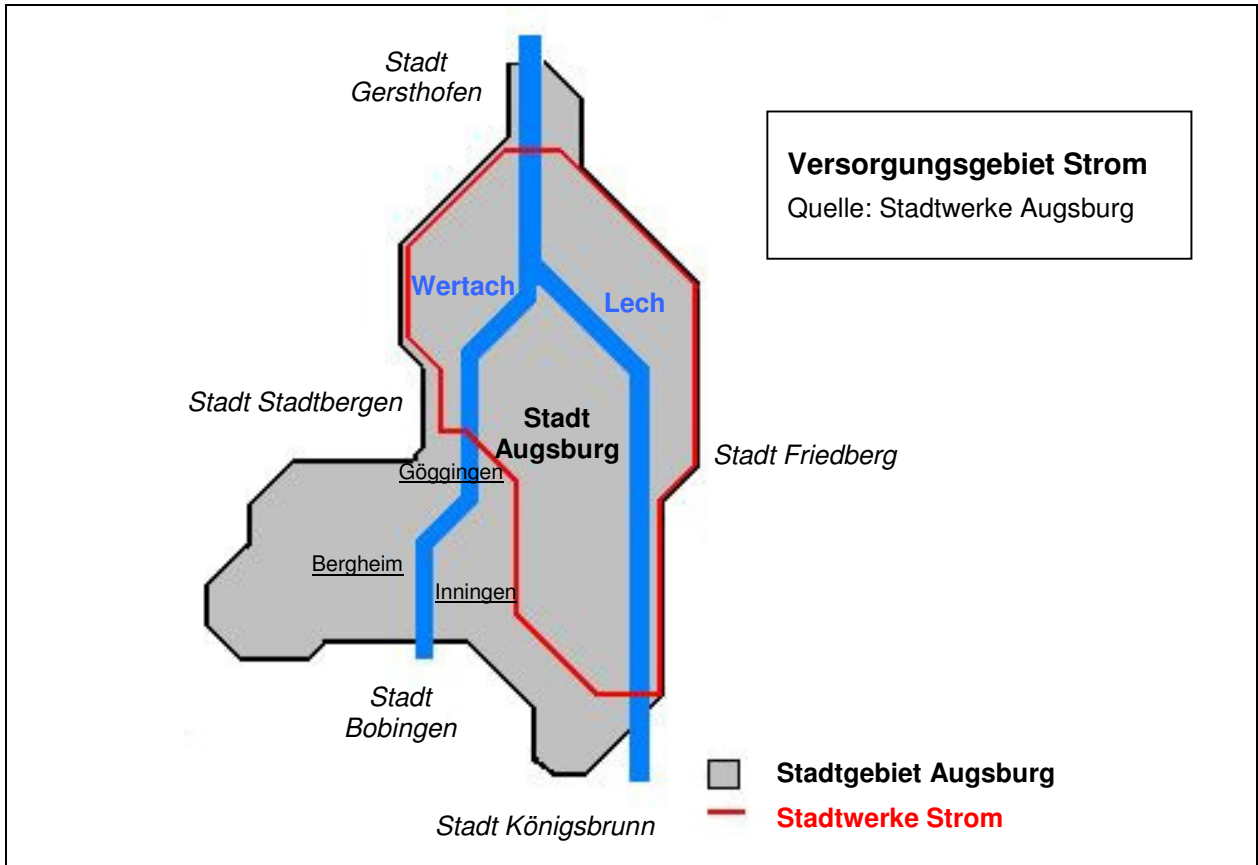 Stadt
Gersthofen
Versorgungsgebiet Strom
Quelle: Stadtwerke Augsburg
Wertach
Lech
Stadt Stadtbergen
Stadt
Augsburg
Stadt Friedberg
Göggingen
Bergheim
Inningen
Stadt
Bobingen
Stadtgebiet Augsburg
Stadtwerke Strom
Stadt Königsbrunn